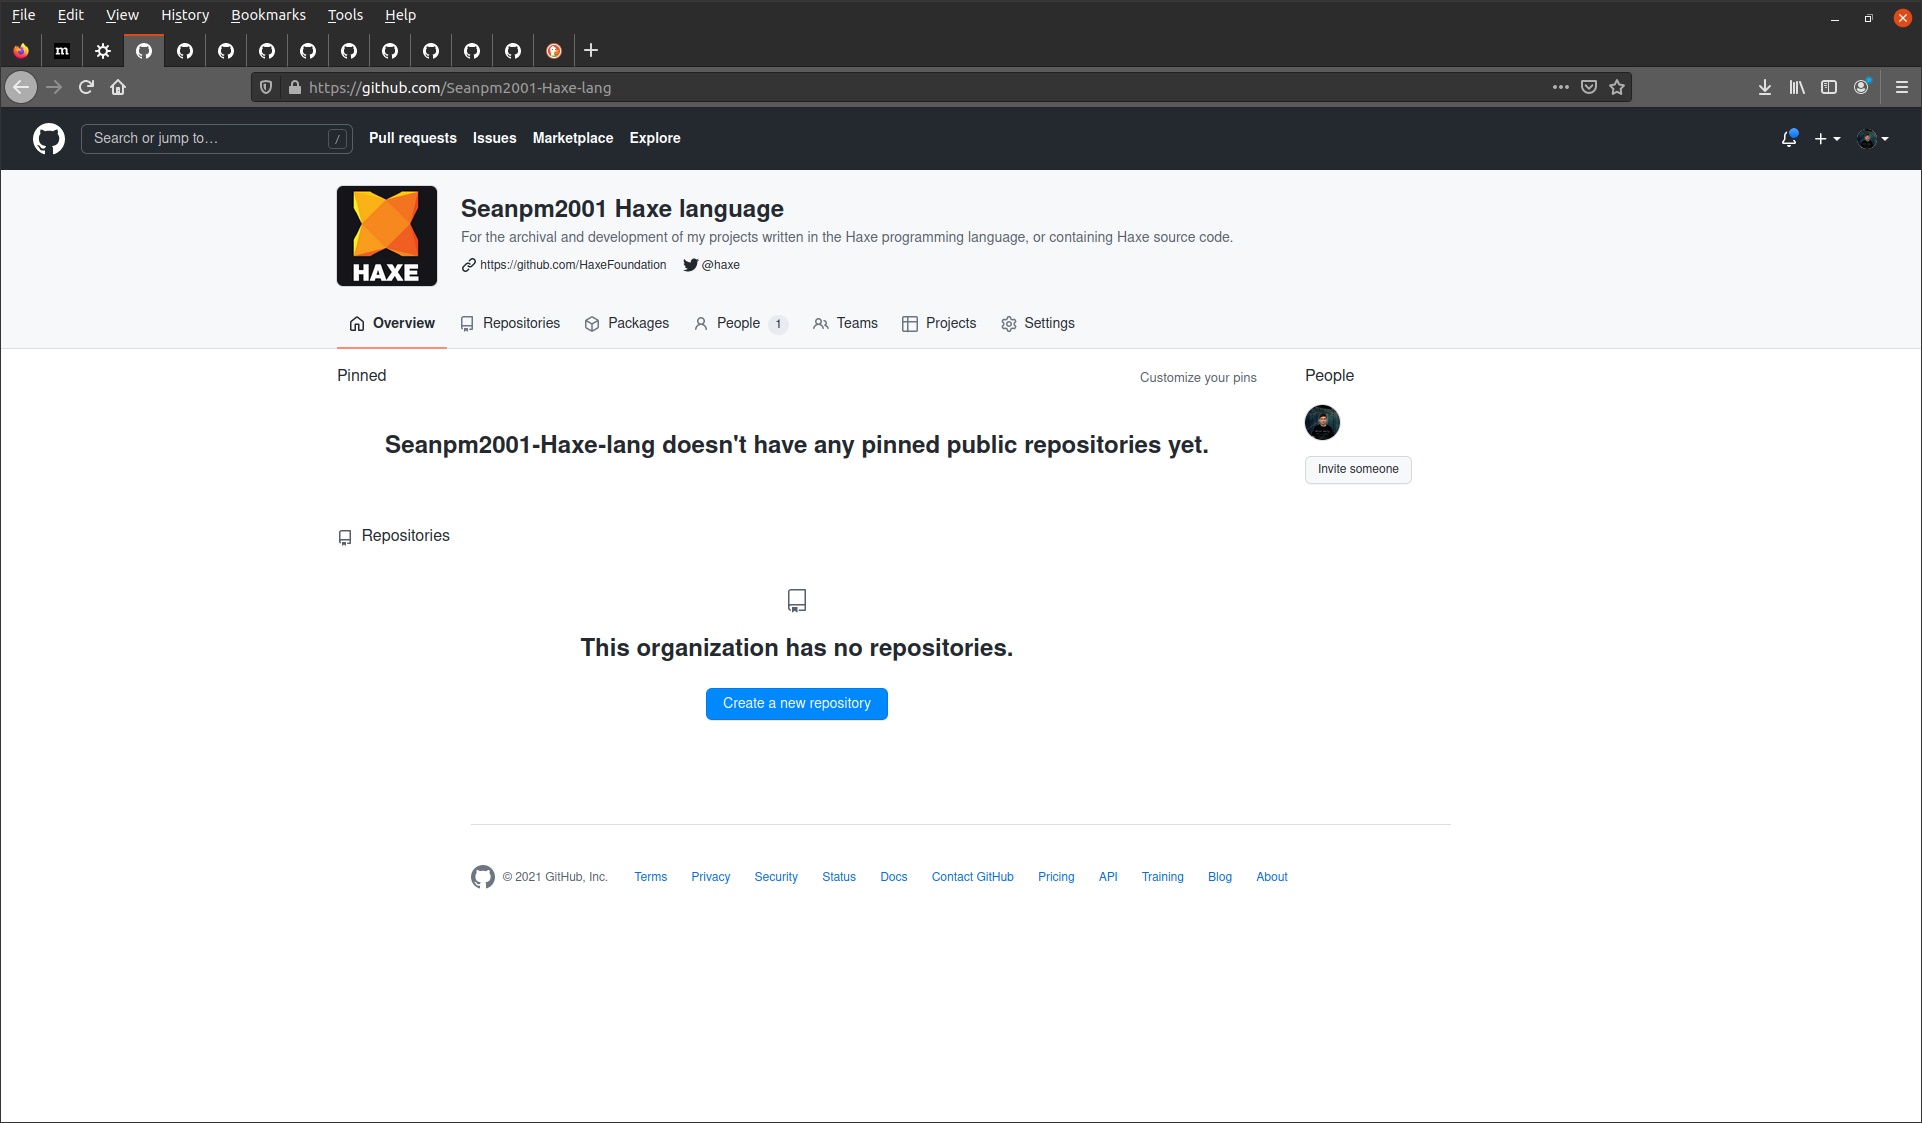 File Edit View History Bookmarks Tools Help
m
https://github.com/Seanpm2001-Haxe-lang
Search or jump to… / Pull requests Issues Marketplace Explore
HAXE
Seanpm2001 Haxe language
For the archival and development of my projects written in the Haxe programming language, or containing Haxe source code.
https://github.com/HaxeFoundation @haxe
Overview Repositories Packages People 1 Teams Projects Settings
Pinned Customize your pins People
Seanpm2001-Haxe-lang doesn't have any pinned public repositories yet.
Invite someone
Repositories
This organization has no repositories.
Create a new repository
© 2021 GitHub, Inc. Terms Privacy Security Status Docs Contact GitHub Pricing API Training Blog About